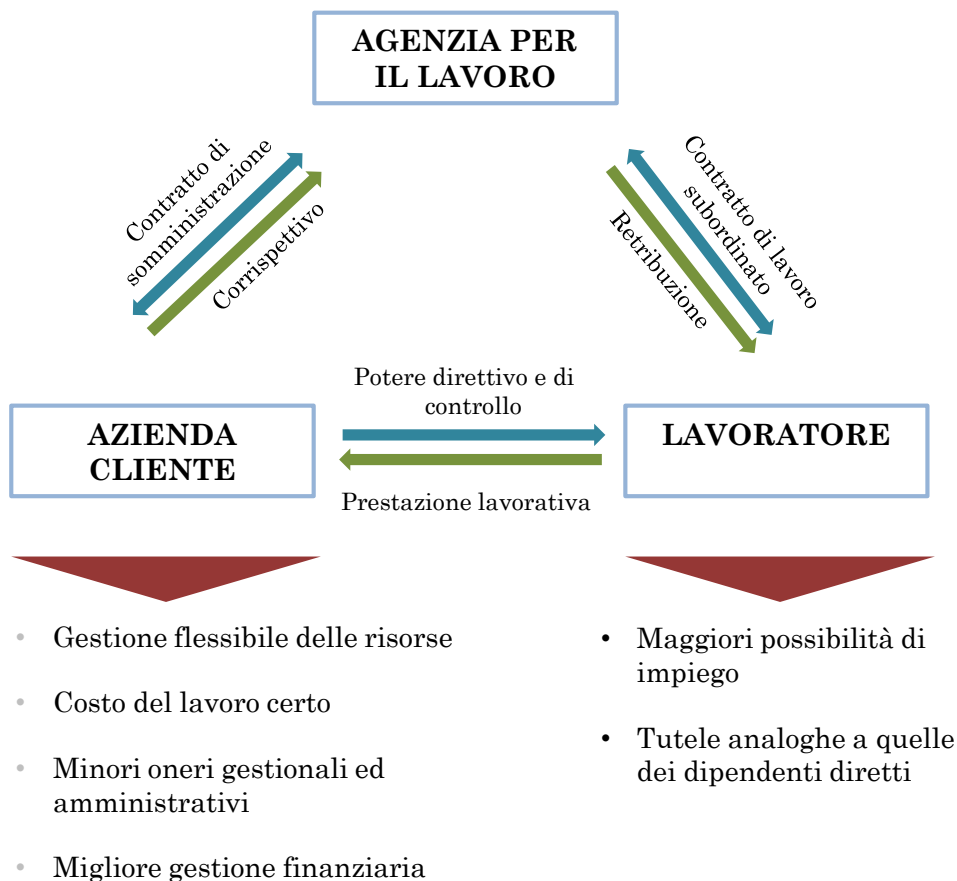 AGENZIA PER
IL LAVORO
Contratto di
somministrazione
Corrispettivo
Contratto di lavoro
subordinato
Retribuzione
Potere direttivo e di
controllo
AZIENDA
CLIENTE
LAVORATORE
Prestazione lavorativa
• Gestione flessibile delle risorse
• Costo del lavoro certo
• Minori oneri gestionali ed
amministrativi
• Migliore gestione finanziaria
• Maggiori possibilità di
impiego
• Tutele analoghe a quelle
dei dipendenti diretti